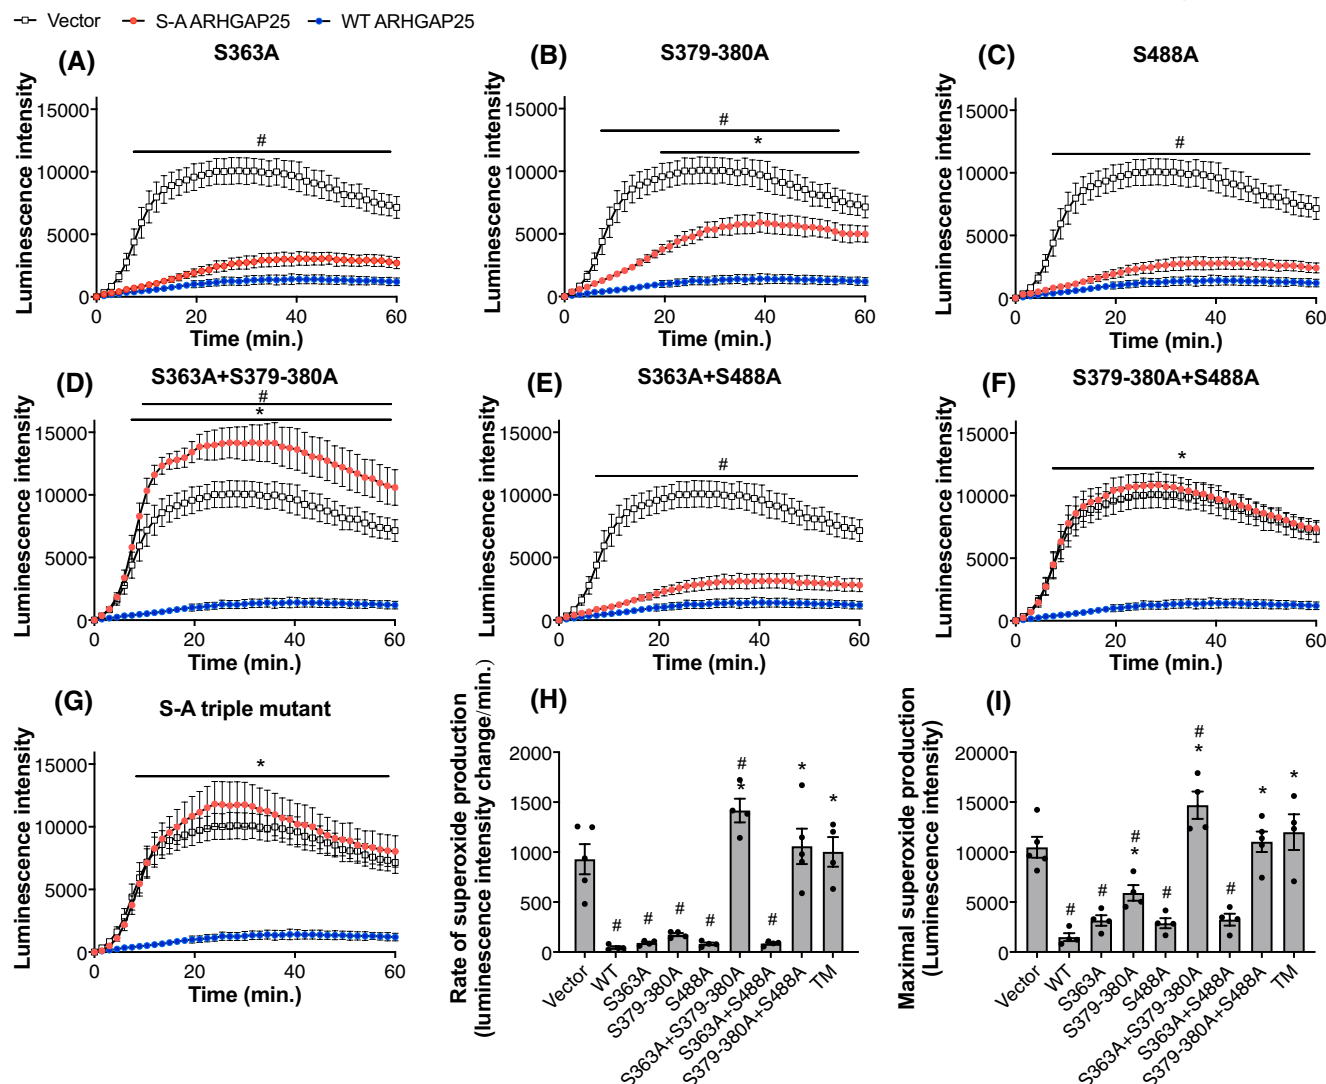 Vector S-A ARHGAP25 WT ARHGAP25
(A) S363A
Luminescence intensity
15000
10000
5000
0
#
0 20 40 60
Time (min.)
(B) S379-380A
Luminescence intensity
15000
10000
5000
0
#
*
0 20 40 60
Time (min.)
(C) S488A
Luminescence intensity
15000
10000
5000
0
#
0 20 40 60
Time (min.)
(D) S363A+S379-380A
Luminescence intensity
#
*
15000
10000
5000
0
0 20 40 60
Time (min.)
(E) S363A+S488A
Luminescence intensity
15000
10000
5000
0
#
0 20 40 60
Time (min.)
(F) S379-380A+S488A
Luminescence intensity
15000
10000
5000
0
*
0 20 40 60
Time (min.)
(G) S-A triple mutant
Luminescence intensity
15000
10000
5000
0
*
0 20 40 60
Time (min.)
(H)
Rate of superoxide production
(luminescence intensity change/min.)
2000
1500
1000
500
0
# # # # # * # * *
Vector
WT
S363A
S379-380A
S488A
S363A+S379-380A
S363A+S488A
S379-380A+S488A
TM
(I)
Maximal superoxide production
(Luminescence intensity)
20000
15000
10000
5000
0
# # # * # # * # * *
Vector
WT
S363A
S379-380A
S488A
S363A+S379-380A
S363A+S488A
S379-380A+S488A
TM